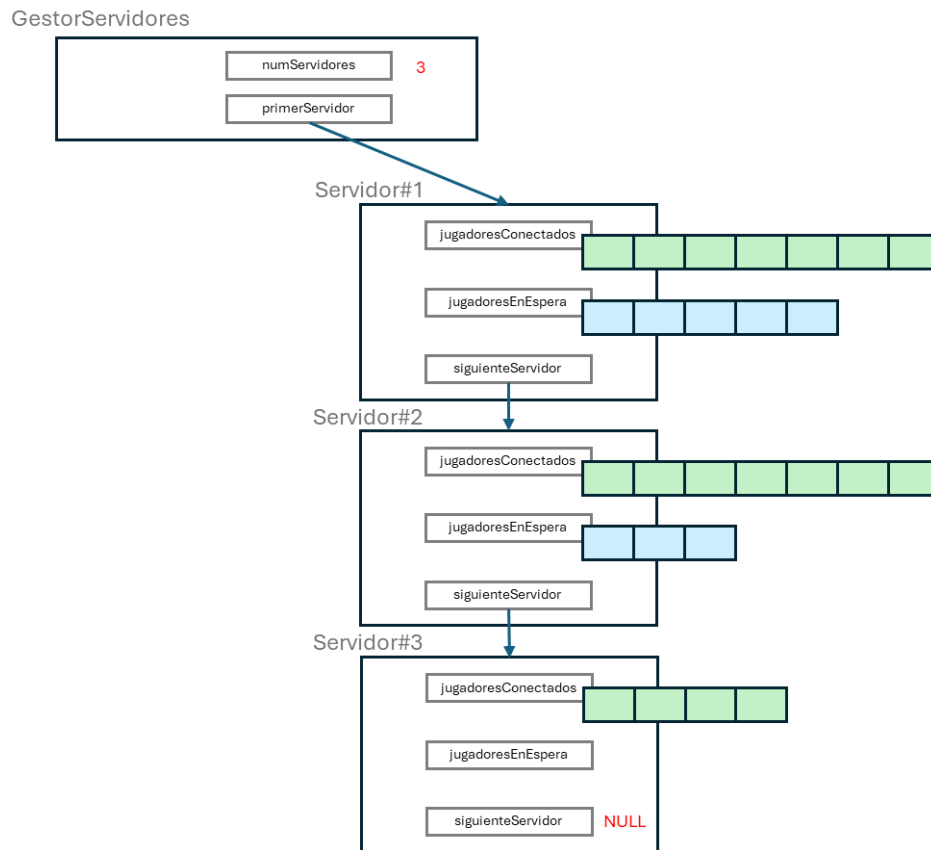 GestorServidores
numServidores 3
primerServidor
Servidor#1
jugadoresConectados
jugadoresEnEspera
siguienteServidor
Servidor#2
jugadoresConectados
jugadoresEnEspera
siguienteServidor
Servidor#3
jugadoresConectados
jugadoresEnEspera
siguienteServidor NULL